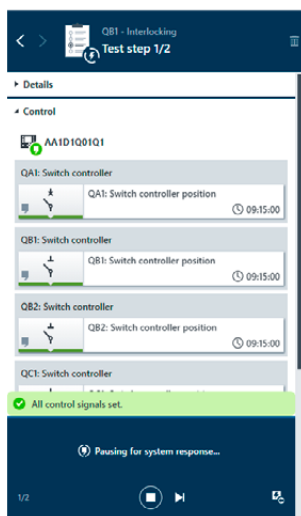 QB1 - Interlocking
Test step 1/2
Details
Control
AA1D1Q01Q1
QA1: Switch controller
QA1: Switch controller position
09:15:00
QB1: Switch controller
QB1: Switch controller position
09:15:00
QB2: Switch controller
QB2: Switch controller position
09:15:00
QC1: Switch controller
All control signals set.
Pausing for system response...
1/2